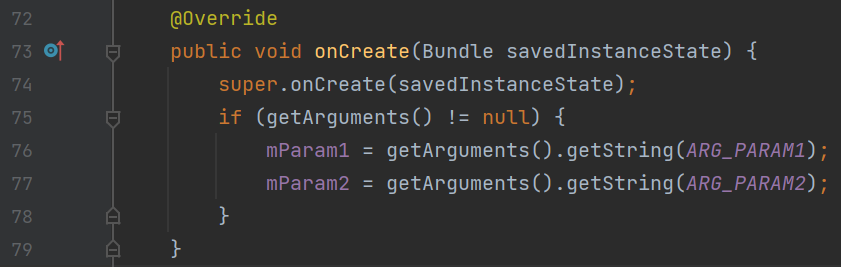 72 @Override
73 public void onCreate(Bundle savedInstanceState) {
74 super.onCreate(savedInstanceState);
75 if (getArguments() != null) {
76 mParam1 = getArguments().getString(ARG_PARAM1);
77 mParam2 = getArguments().getString(ARG_PARAM2);
78 }
79 }